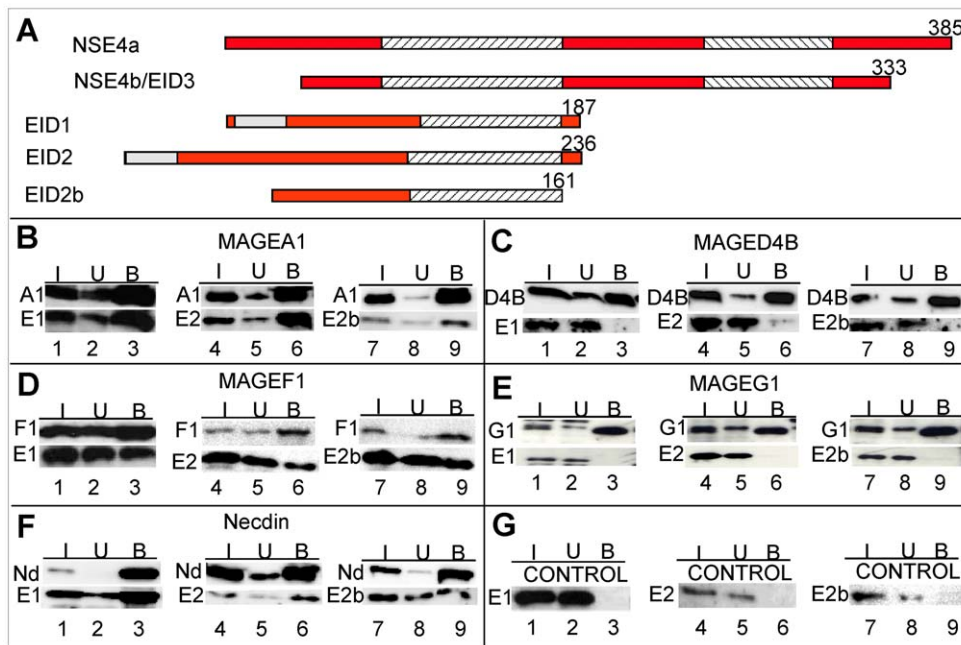 A
NSE4a 385
NSE4b/EID3 333
EID1 187
EID2 236
EID2b 161
B MAGEA1
I U B I U B I U B
A1 A1 A1
E1 E2 E2b
1 2 3 4 5 6 7 8 9
C MAGED4B
I U B I U B I U B
D4B D4B D4B
E1 E2 E2b
1 2 3 4 5 6 7 8 9
D MAGEF1
I U B I U B I U B
F1 F1 F1
E1 E2 E2b
1 2 3 4 5 6 7 8 9
E MAGEG1
I U B I U B I U B
G1 G1 G1
E1 E2 E2b
1 2 3 4 5 6 7 8 9
F Necdin
I U B I U B I U B
Nd Nd Nd
E1 E2 E2b
1 2 3 4 5 6 7 8 9
G
I U B I U B I U B
CONTROL CONTROL CONTROL
E1 E2 E2b
1 2 3 4 5 6 7 8 9